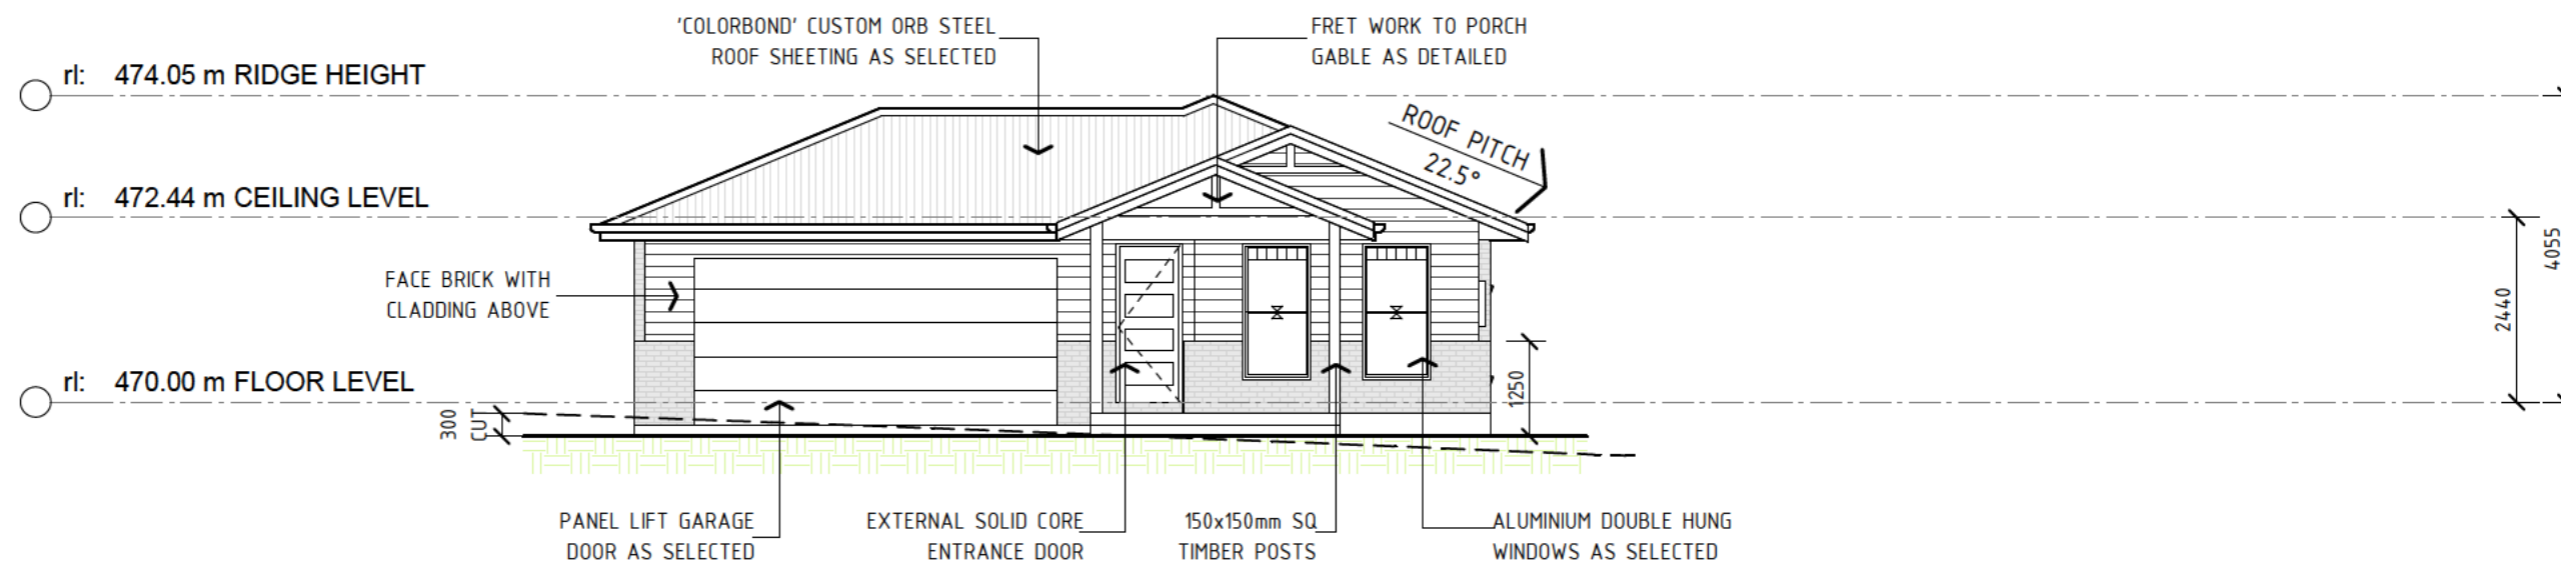 'COLORBOND' CUSTOM ORB STEEL
ROOF SHEETING AS SELECTED
FRET WORK TO PORCH
GABLE AS DETAILED
rl: 474.05 m RIDGE HEIGHT
ROOF PITCH
22.5°
rl: 472.44 m CEILING LEVEL
4055
2440
FACE BRICK WITH
CLADDING ABOVE
rl: 470.00 m FLOOR LEVEL
1250
300
CUT
PANEL LIFT GARAGE
DOOR AS SELECTED
EXTERNAL SOLID CORE
ENTRANCE DOOR
150x150mm SQ
TIMBER POSTS
ALUMINIUM DOUBLE HUNG
WINDOWS AS SELECTED